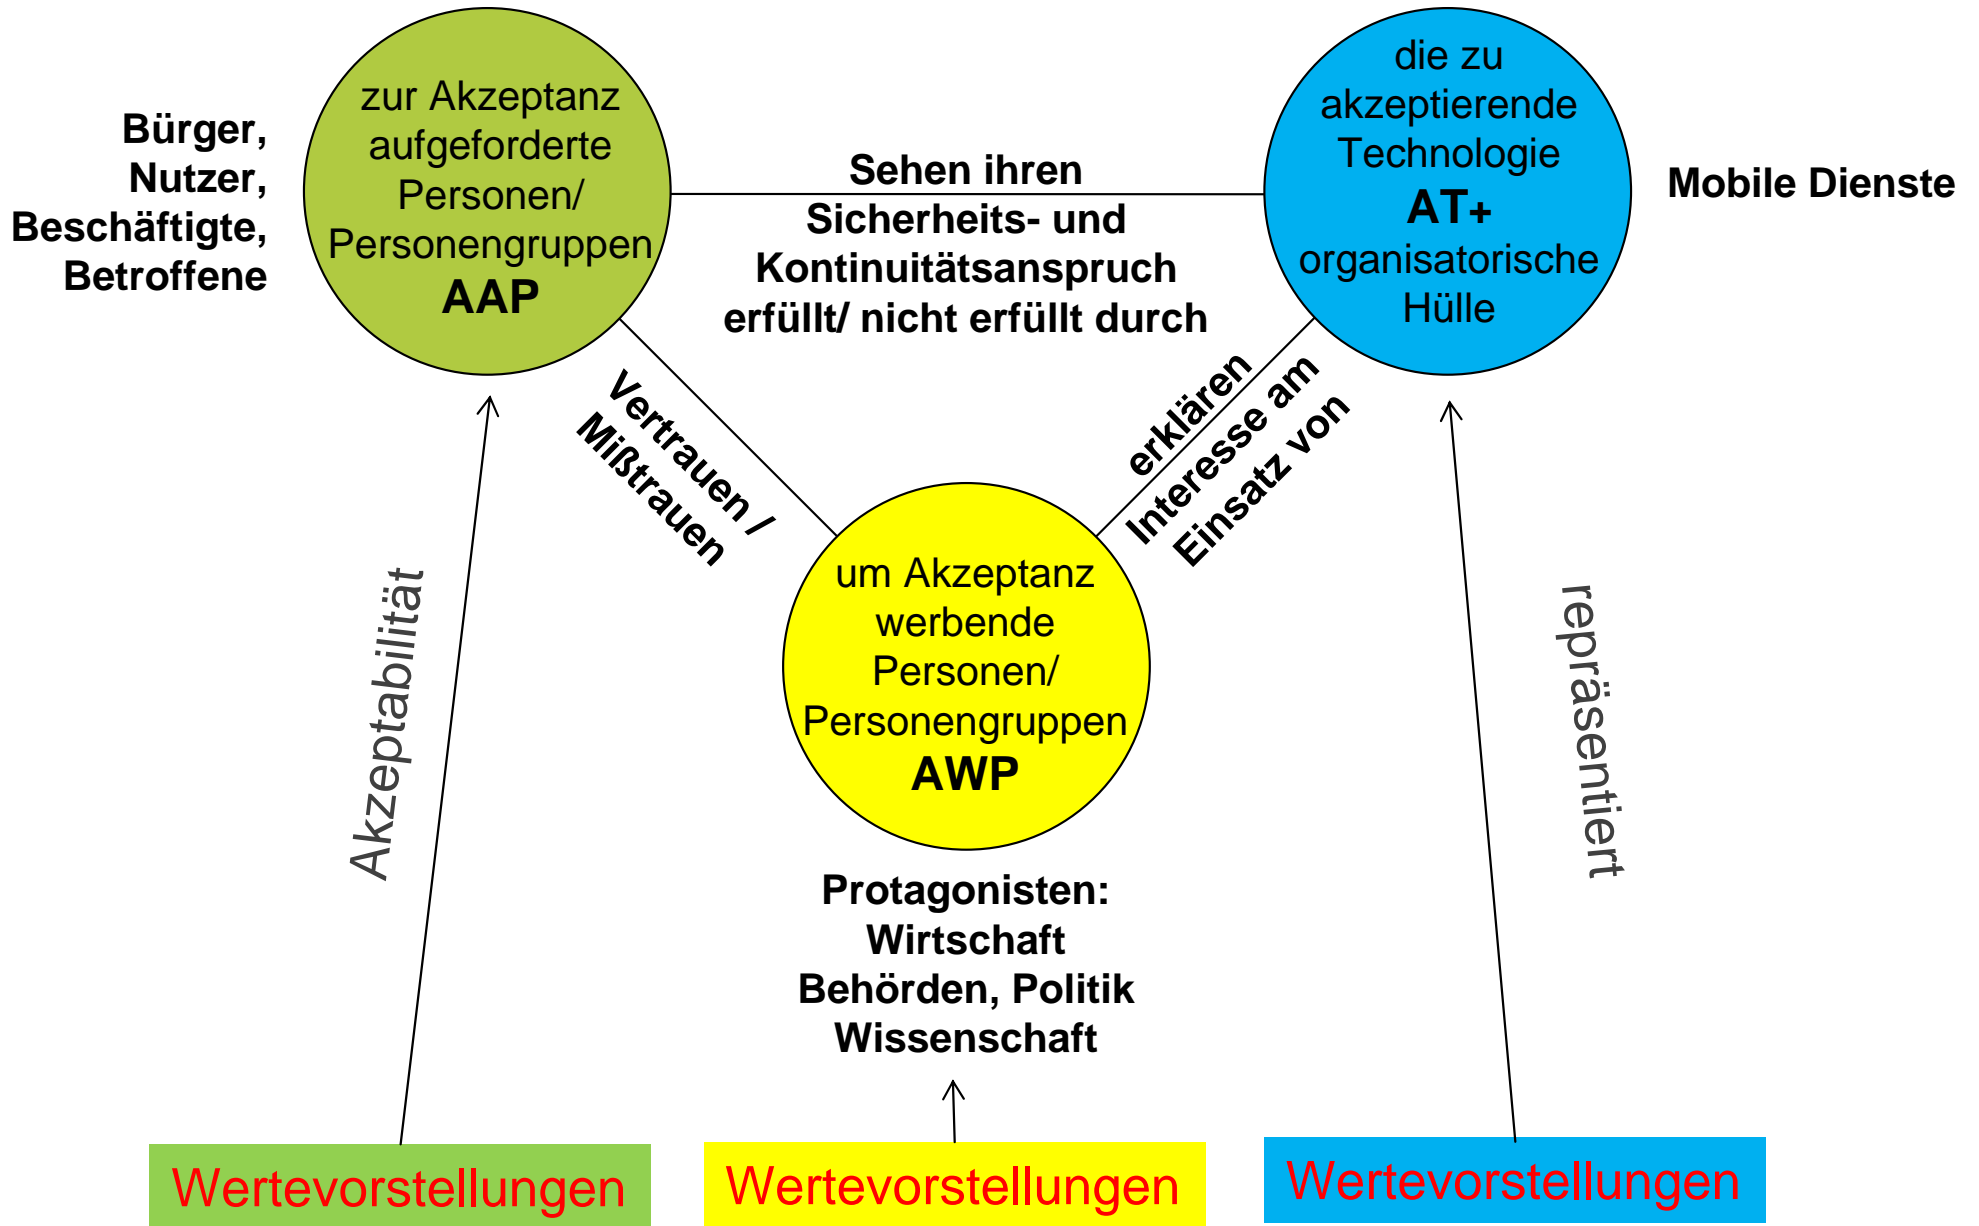 Bürger,
Nutzer,
Beschäftigte,
Betroffene
zur Akzeptanz
aufgeforderte
Personen/
Personengruppen
AAP
Sehen ihren
Sicherheits- und
Kontinuitätsanspruch
erfüllt/ nicht erfüllt durch
die zu
akzeptierende
Technologie
AT+
organisatorische
Hülle
Mobile Dienste
Vertrauen /
Mißtrauen
erklären
Interesse am
Einsatz von
um Akzeptanz
werbende
Personen/
Personengruppen
AWP
Akzeptabilität
repräsentiert
Protagonisten:
Wirtschaft
Behörden, Politik
Wissenschaft
Wertevorstellungen
Wertevorstellungen
Wertevorstellungen